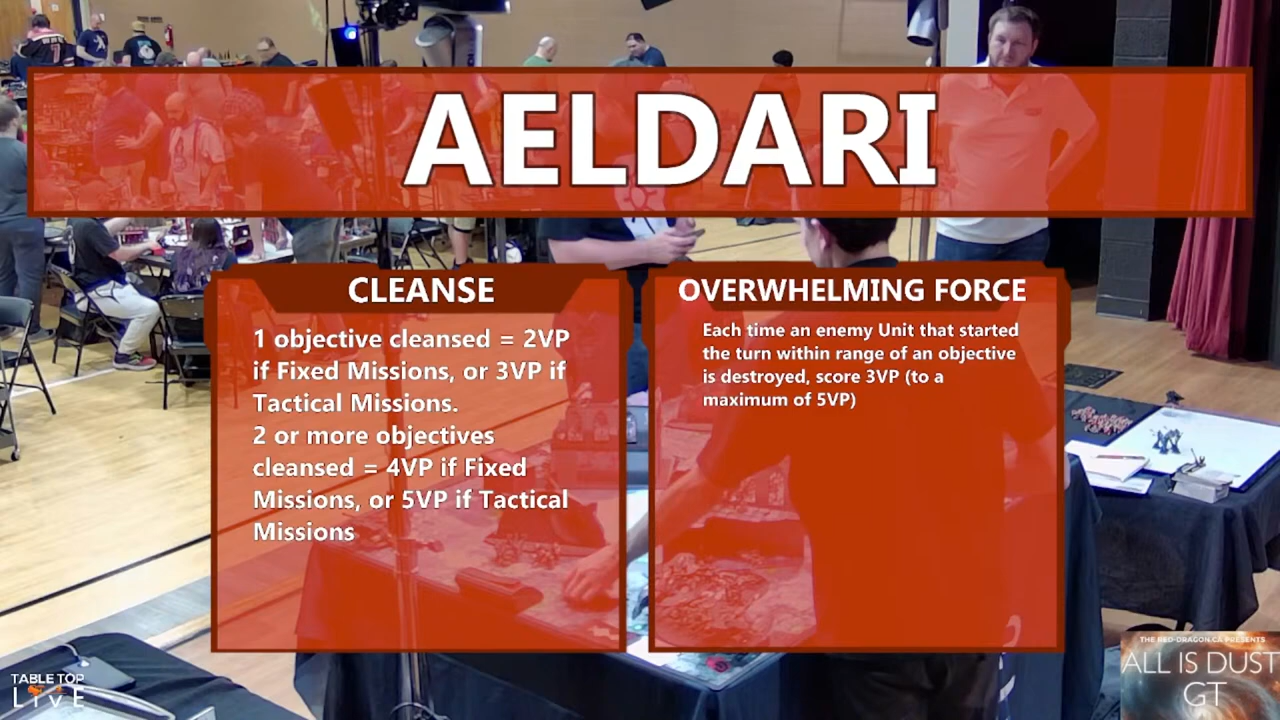 AELDARI
CLEANSE
1 objective cleansed = 2VP
if Fixed Missions, or 3VP if
Tactical Missions.
2 or more objectives
cleansed = 4VP if Fixed
Missions, or 5VP if Tactical
Missions
OVERWHELMING FORCE
Each time an enemy Unit that started
the turn within range of an objective
is destroyed, score 3VP (to a
maximum of 5VP)
TABLE TOP
LIVE
THE RED-DRAGON.CA PRESENTS
ALL IS DUST
GT